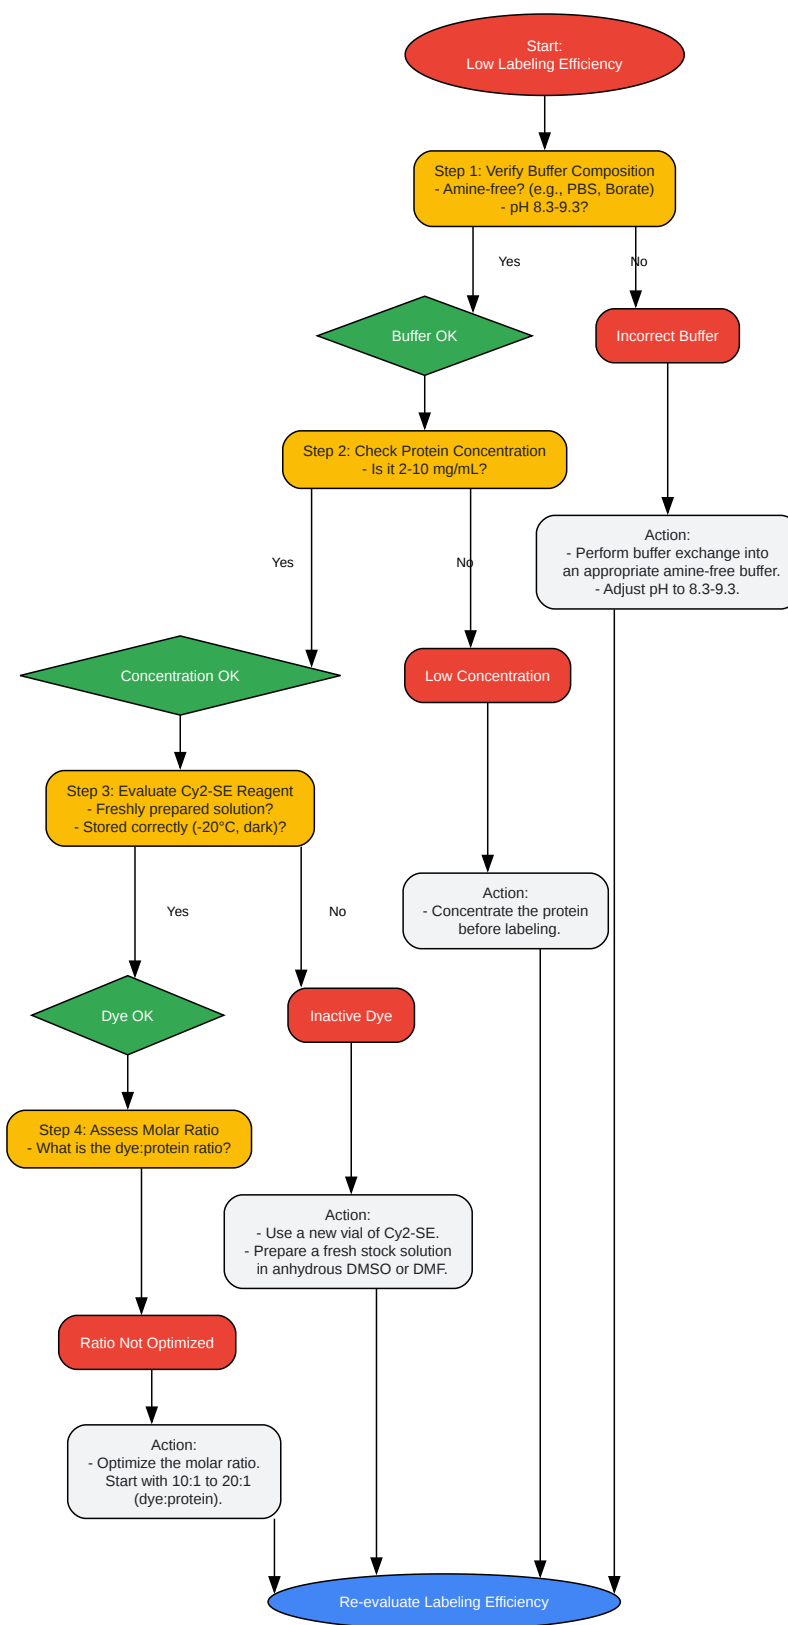 Start:
Low Labeling Efficiency
Step 1: Verify Buffer Composition
- Amine-free? (e.g., PBS, Borate)
- pH 8.3-9.3?
Yes
No
Buffer OK
Incorrect Buffer
Step 2: Check Protein Concentration
- Is it 2-10 mg/mL?
Action:
- Perform buffer exchange into
an appropriate amine-free buffer.
- Adjust pH to 8.3-9.3.
Yes
No
Concentration OK
Low Concentration
Step 3: Evaluate Cy2-SE Reagent
- Freshly prepared solution?
- Stored correctly (-20°C, dark)?
Action:
- Concentrate the protein
before labeling.
Yes
No
Dye OK
Inactive Dye
Step 4: Assess Molar Ratio
- What is the dye:protein ratio?
Action:
- Use a new vial of Cy2-SE.
- Prepare a fresh stock solution
in anhydrous DMSO or DMF.
Ratio Not Optimized
Action:
- Optimize the molar ratio.
Start with 10:1 to 20:1
(dye:protein).
Re-evaluate Labeling Efficiency